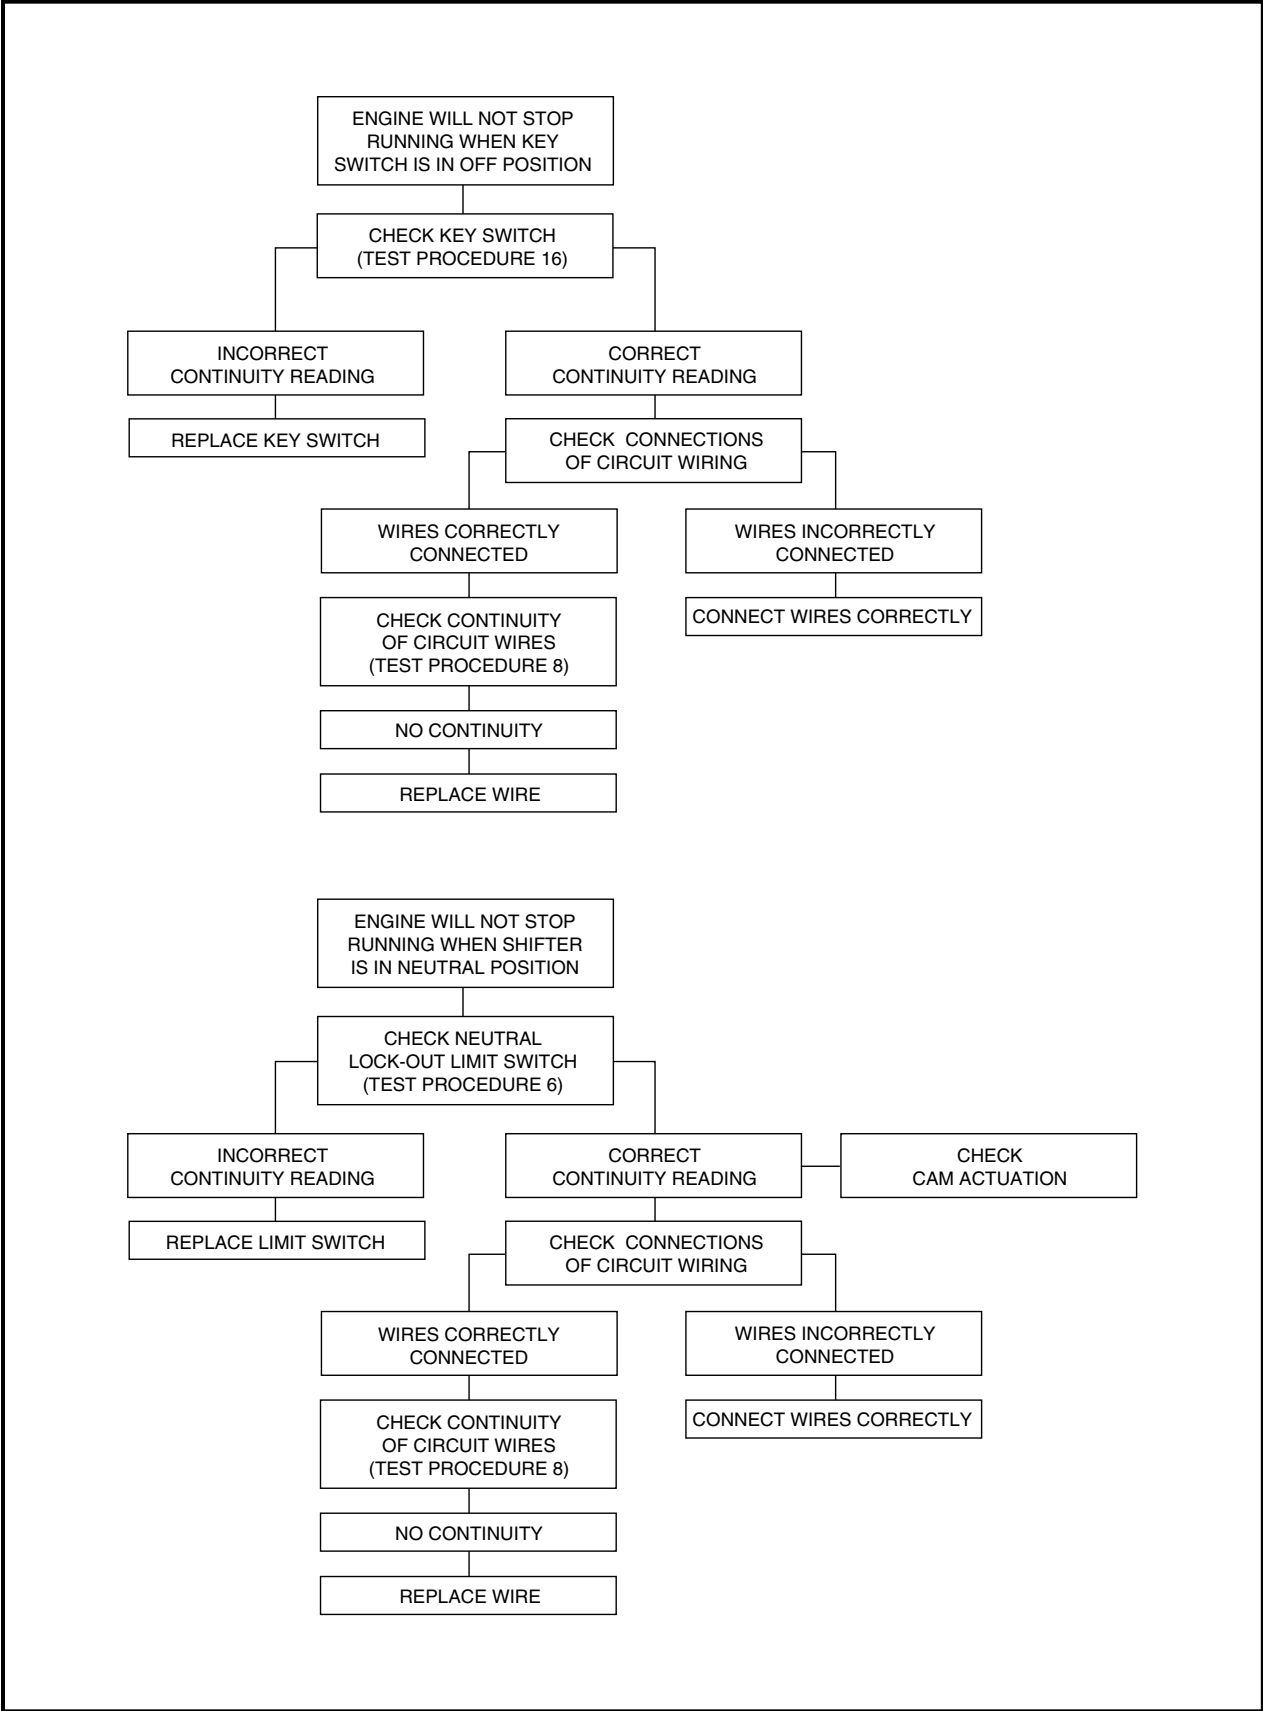 ENGINE WILL NOT STOP
RUNNING WHEN KEY
SWITCH IS IN OFF POSITION
CHECK KEY SWITCH
(TEST PROCEDURE 16)
INCORRECT
CONTINUITY READING
CORRECT
CONTINUITY READING
REPLACE KEY SWITCH
CHECK CONNECTIONS
OF CIRCUIT WIRING
WIRES CORRECTLY
CONNECTED
WIRES INCORRECTLY
CONNECTED
CHECK CONTINUITY
OF CIRCUIT WIRES
(TEST PROCEDURE 8)
CONNECT WIRES CORRECTLY
NO CONTINUITY
REPLACE WIRE
ENGINE WILL NOT STOP
RUNNING WHEN SHIFTER
IS IN NEUTRAL POSITION
CHECK NEUTRAL
LOCK-OUT LIMIT SWITCH
(TEST PROCEDURE 6)
INCORRECT
CONTINUITY READING
CORRECT
CONTINUITY READING
CHECK
CAM ACTUATION
REPLACE LIMIT SWITCH
CHECK CONNECTIONS
OF CIRCUIT WIRING
WIRES CORRECTLY
CONNECTED
WIRES INCORRECTLY
CONNECTED
CHECK CONTINUITY
OF CIRCUIT WIRES
(TEST PROCEDURE 8)
CONNECT WIRES CORRECTLY
NO CONTINUITY
REPLACE WIRE